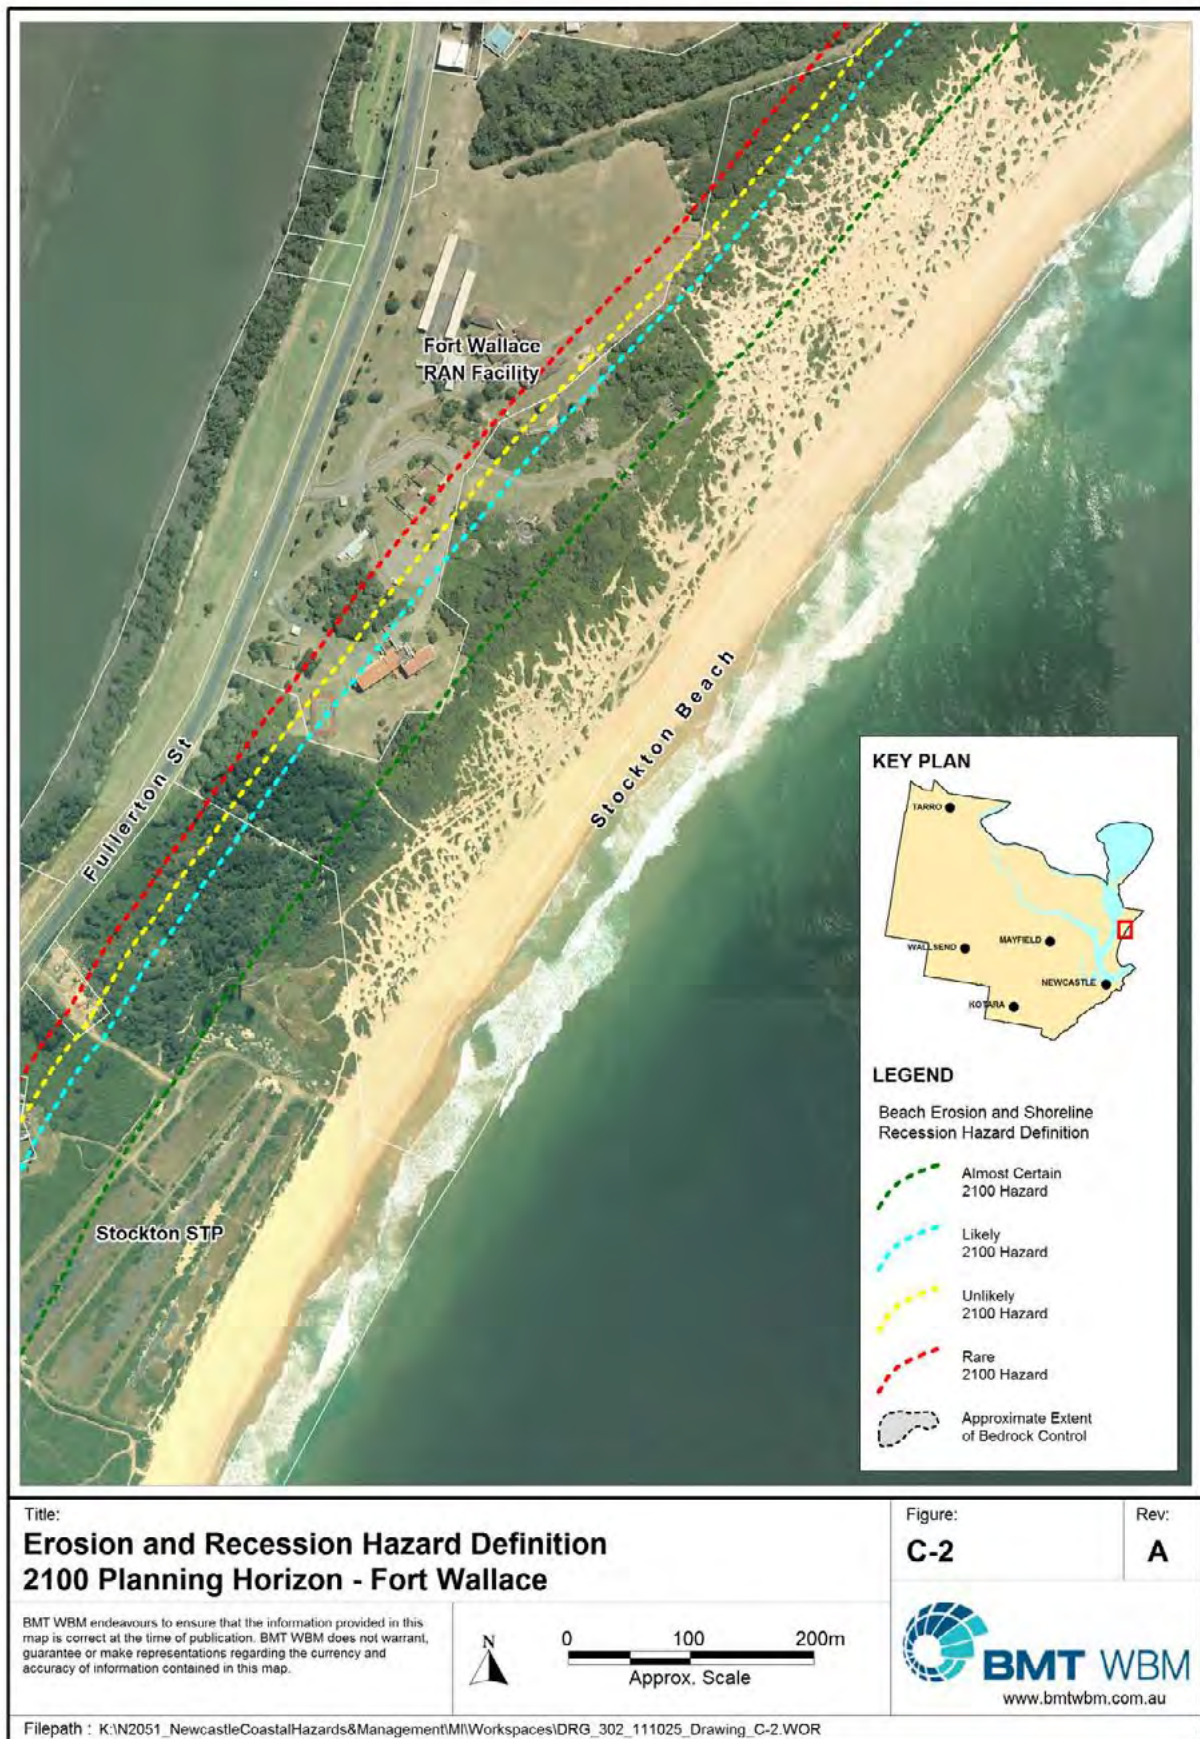 Fort Wallace
RAN Facility
Stockton Beach
Fullerton St
Stockton STP
KEY PLAN
TARRO
WALLSEND
MAYFIELD
NEWCASTLE
KOTARA
LEGEND
Beach Erosion and Shoreline
Recession Hazard Definition
Almost Certain
2100 Hazard
Likely
2100 Hazard
Unlikely
2100 Hazard
Rare
2100 Hazard
Approximate Extent
of Bedrock Control
Title:
Erosion and Recession Hazard Definition
2100 Planning Horizon - Fort Wallace
Figure:
C-2
Rev:
A
BMT WBM endeavours to ensure that the information provided in this
map is correct at the time of publication. BMT WBM does not warrant,
guarantee or make representations regarding the currency and
accuracy of information contained in this map.
N
0 100 200m
Approx. Scale
BMT WBM
www.bmtwbm.com.au
Filepath : K:\N2051_NewcastleCoastalHazards&Management\MI\Workspaces\DRG_302_111025_Drawing_C-2.WOR